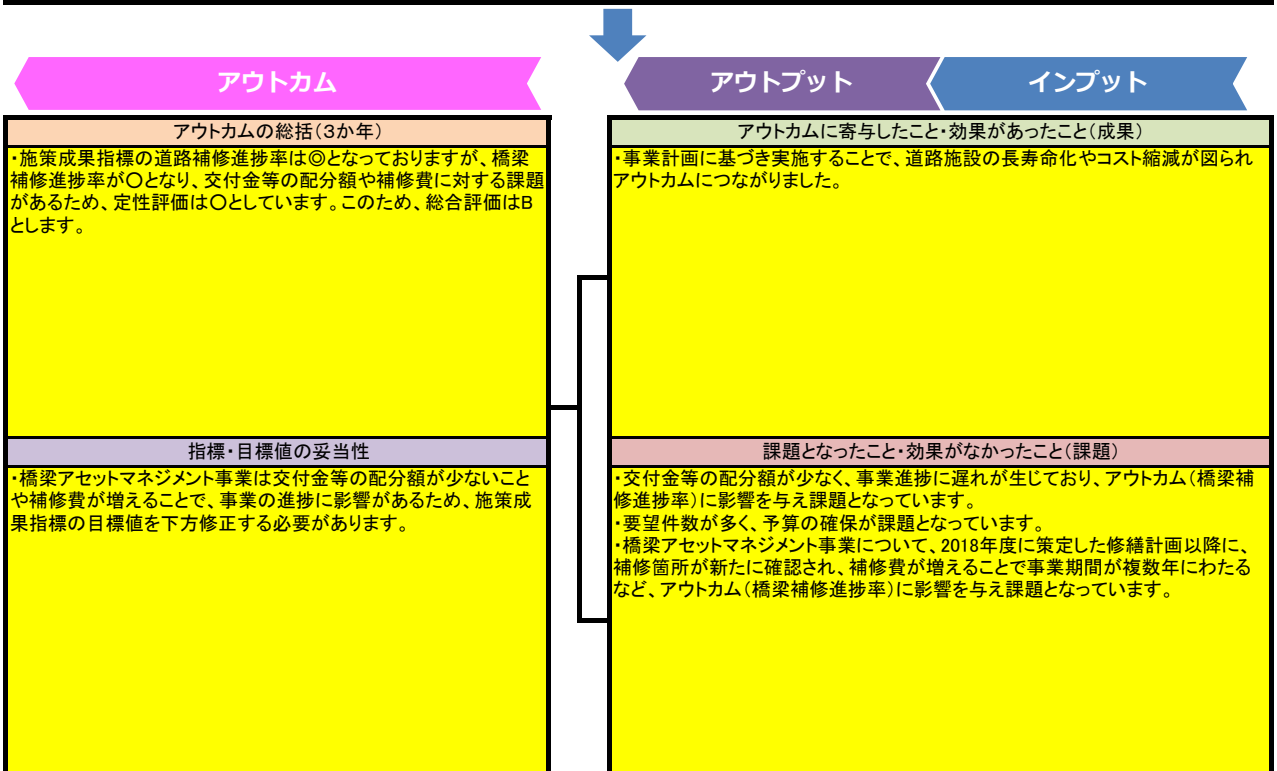 アウトカム
アウトカムの総括(3か年)
・施策成果指標の道路補修進捗率は◎となっておりますが、橋梁
補修進捗率が○となり、交付金等の配分額や補修費に対する課題
があるため、定性評価は○としています。このため、総合評価はB
とします。
指標・目標値の妥当性
・橋梁アセットマネジメント事業は交付金等の配分額が少ないこと
や補修費が増えることで、事業の進捗に影響があるため、施策成
果指標の目標値を下方修正する必要があります。
アウトプット
インプット
アウトカムに寄与したこと・効果があったこと(成果)
・事業計画に基づき実施することで、道路施設の長寿命化やコスト縮減が図られ
アウトカムにつながりました。
課題となったこと・効果がなかったこと(課題)
・交付金等の配分額が少なく、事業進捗に遅れが生じており、アウトカム(橋梁補
修進捗率)に影響を与え課題となっています。
・要望件数が多く、予算の確保が課題となっています。
・橋梁アセットマネジメント事業について、2018年度に策定した修繕計画以降に、
補修箇所が新たに確認され、補修費が増えることで事業期間が複数年にわたる
など、アウトカム(橋梁補修進捗率)に影響を与え課題となっています。